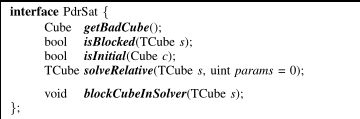 interface PdrSat {
Cube getBadCube();
bool isBlocked(TCube s);
bool isInitial(Cube c);
TCube solveRelative(TCube s, uint params = 0);
void blockCubeInSolver(TCube s);
};